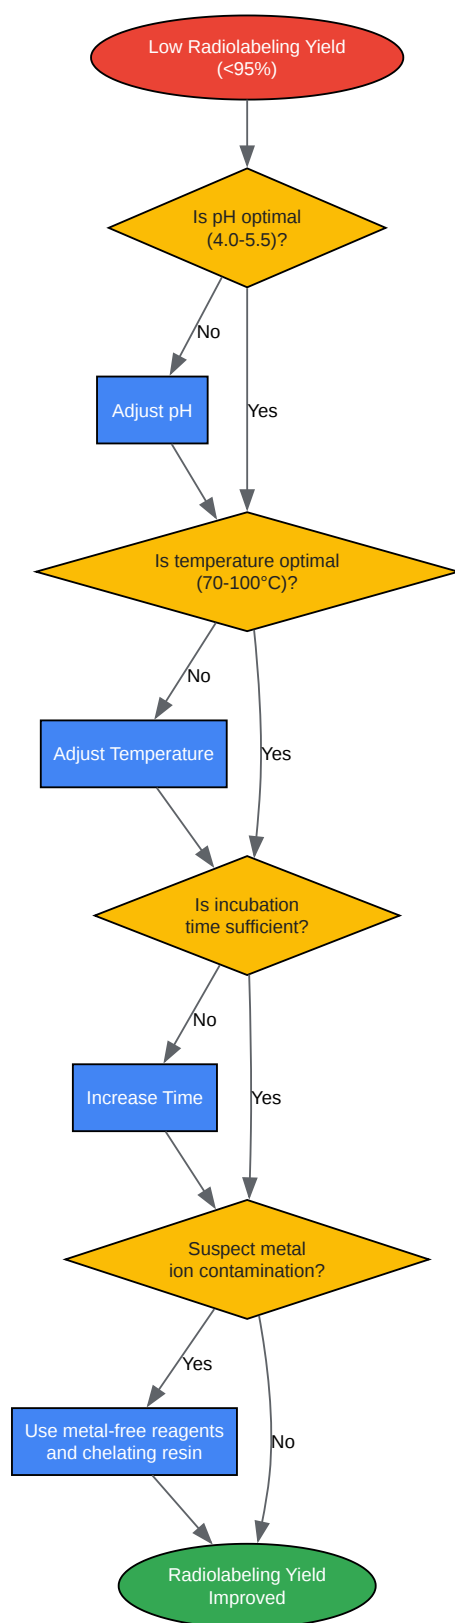 Low Radiolabeling Yield
(<95%)
Is pH optimal
(4.0-5.5)?
No
Adjust pH
Yes
Is temperature optimal
(70-100°C)?
No
Adjust Temperature
Yes
Is incubation
time sufficient?
No
Increase Time
Yes
Suspect metal
ion contamination?
Yes
Use metal-free reagents
and chelating resin
No
Radiolabeling Yield
Improved